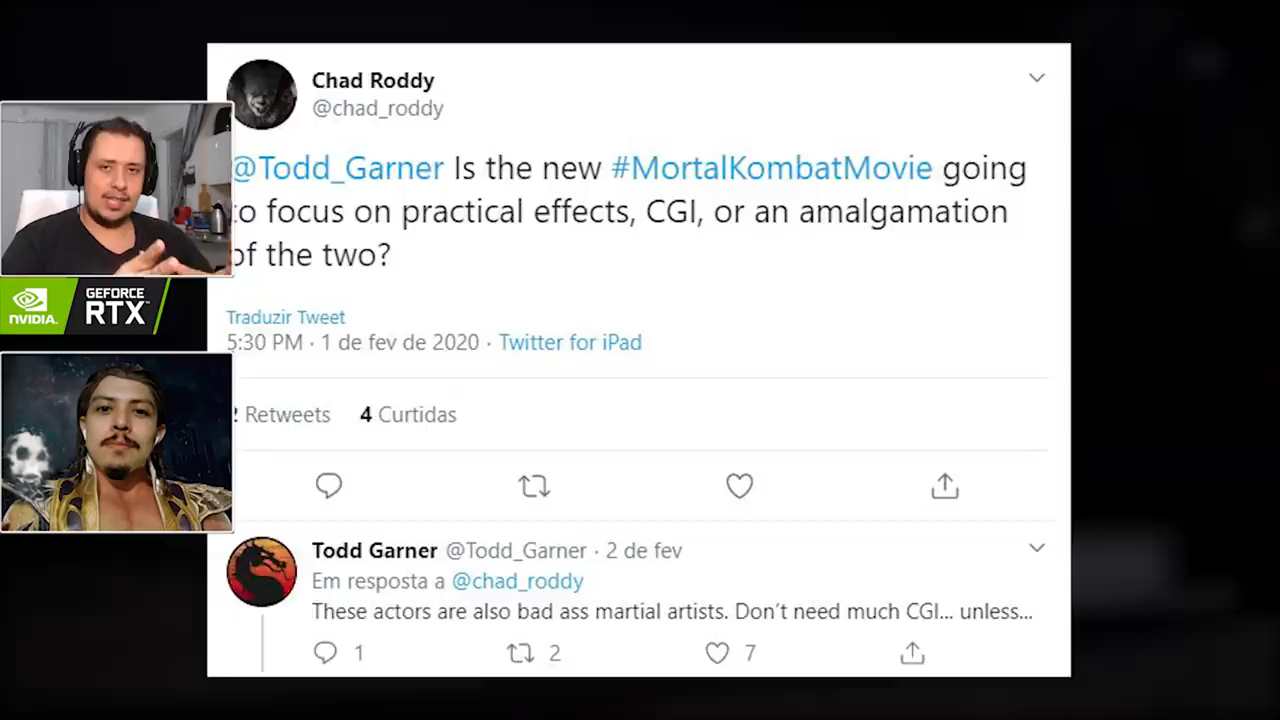 Chad Roddy
@chad_roddy
@Todd_Garner Is the new #MortalKombatMovie going
to focus on practical effects, CGI, or an amalgamation
of the two?
Traduzir Tweet
5:30 PM · 1 de fev de 2020 · Twitter for iPad
Retweets 4 Curtidas
Todd Garner @Todd_Garner · 2 de fev
Em resposta a @chad_roddy
These actors are also bad ass martial artists. Don't need much CGI... unless...
1 2 7
NVIDIA.
GEFORCE
RTX™